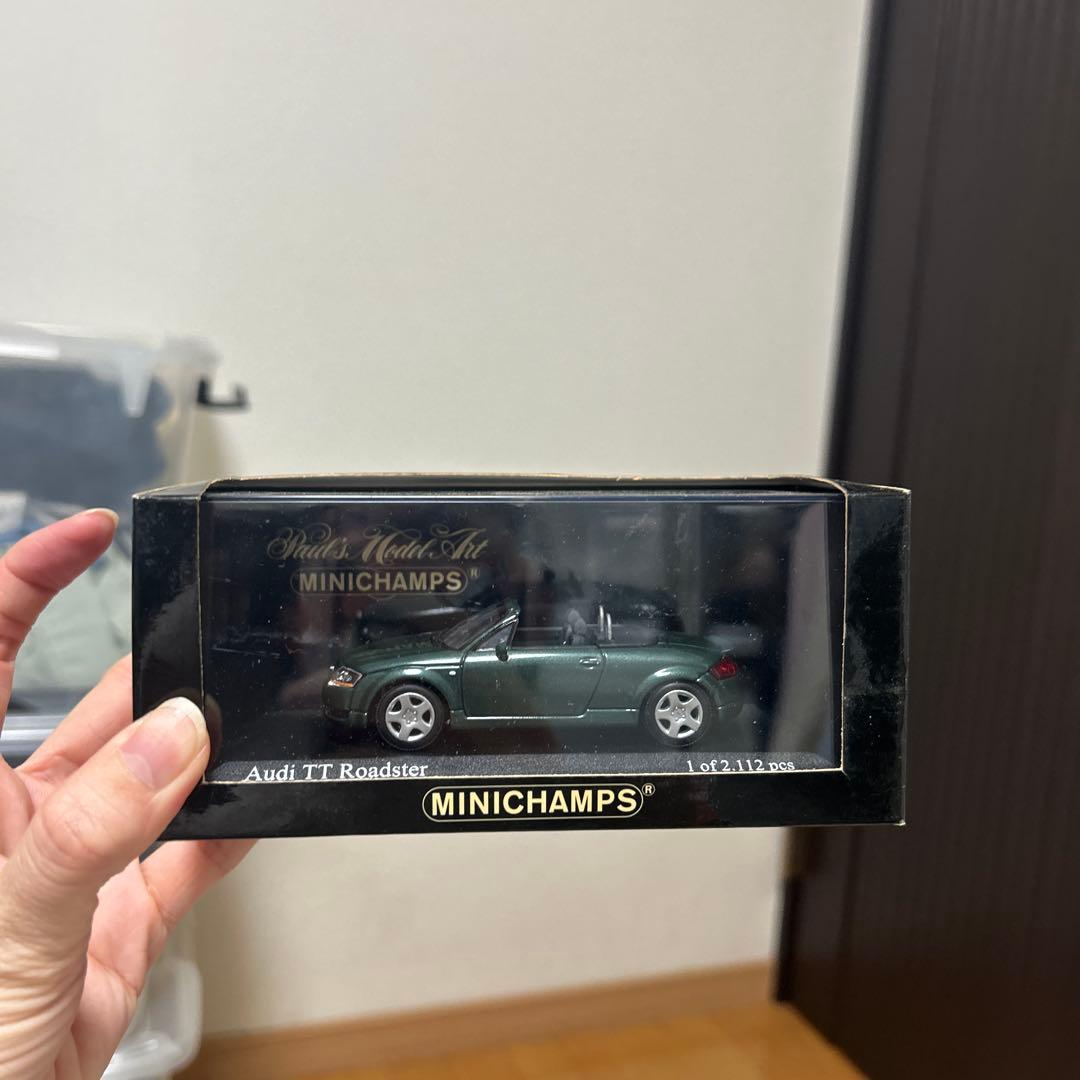 Paul's Model Art
MINICHAMPS®
Audi TT Roadster
1 of 2.112 pcs
MINICHAMPS®